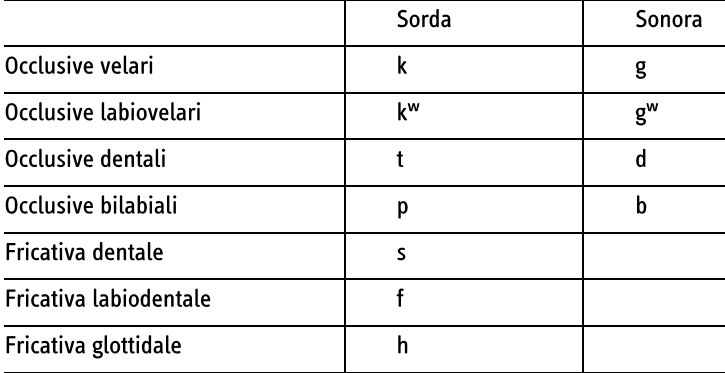 Sorda Sonora
Occlusive velari k g
Occlusive labiovelari kʷ gʷ
Occlusive dentali t d
Occlusive bilabiali p b
Fricativa dentale s
Fricativa labiodentale f
Fricativa glottidale h